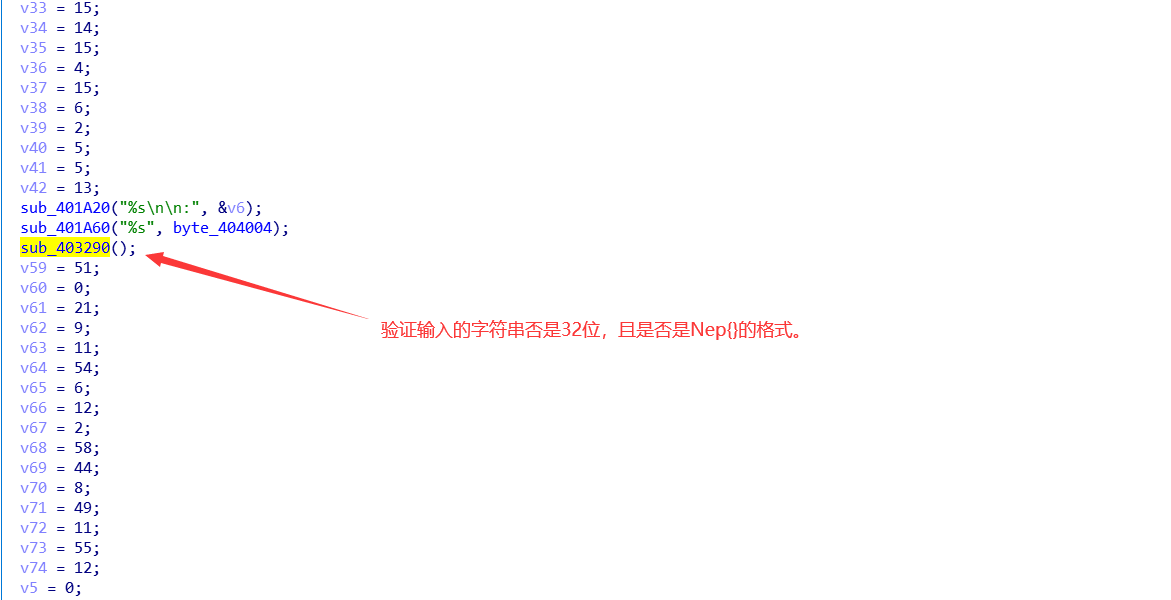 v33 = 15;
v34 = 14;
v35 = 15;
v36 = 4;
v37 = 15;
v38 = 6;
v39 = 2;
v40 = 5;
v41 = 5;
v42 = 13;
sub_401A20("%s\n\n:", &v6);
sub_401A60("%s", byte_404004);
sub_403290();
v59 = 51;
v60 = 0;
v61 = 21;
v62 = 9;
验证输入的字符串否是32位，且是否是Nep{}的格式。
v63 = 11;
v64 = 54;
v65 = 6;
v66 = 12;
v67 = 2;
v68 = 58;
v69 = 44;
v70 = 8;
v71 = 49;
v72 = 11;
v73 = 55;
v74 = 12;
v5 = 0;